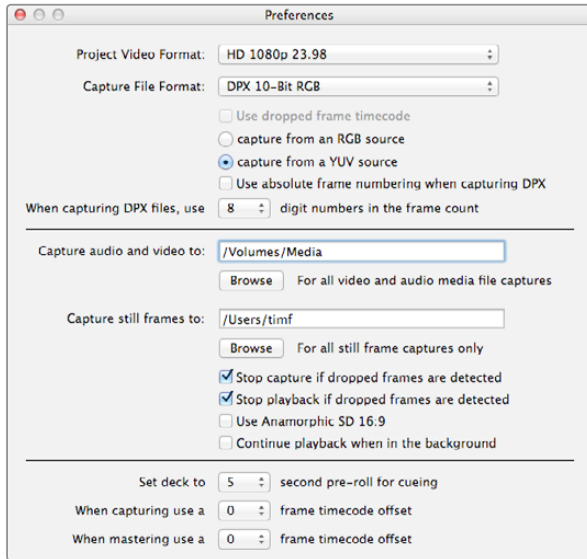 Preferences
Project Video Format: HD 1080p 23.98
Capture File Format: DPX 10-Bit RGB
Use dropped frame timecode
capture from an RGB source
capture from a YUV source
Use absolute frame numbering when capturing DPX
When capturing DPX files, use 8 digit numbers in the frame count
Capture audio and video to: /Volumes/Media
Browse For all video and audio media file captures
Capture still frames to: /Users/timf
Browse For all still frame captures only
Stop capture if dropped frames are detected
Stop playback if dropped frames are detected
Use Anamorphic SD 16:9
Continue playback when in the background
Set deck to 5 second pre-roll for cueing
When capturing use a 0 frame timecode offset
When mastering use a 0 frame timecode offset